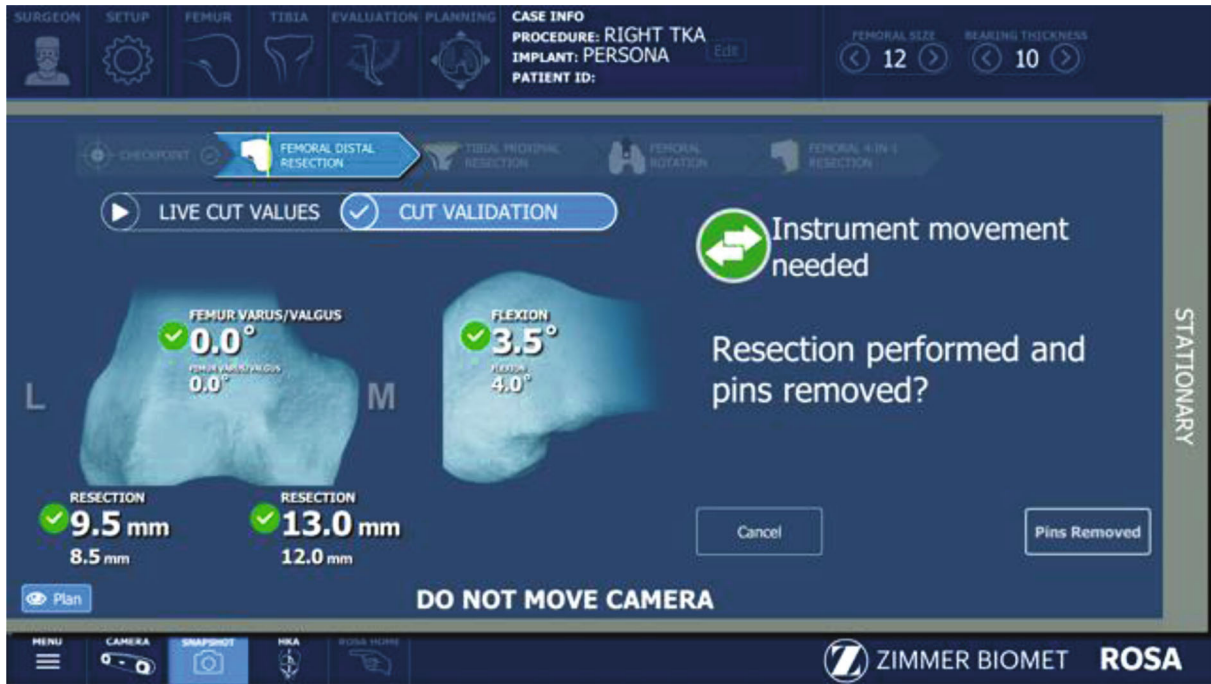 SURGEON
SETUP
FEMUR
TIBIA
EVALUATION
PLANNING
CASE INFO
PROCEDURE: RIGHT TKA
IMPLANT: PERSONA
Edit
PATIENT ID:
FEMORAL SIZE
12
BEARING THICKNESS
10
CHECKPOINT
FEMORAL DISTAL
RESECTION
TIBIAL PROXIMAL
RESECTION
FEMORAL
ROTATION
FEMORAL 4-IN-1
RESECTION
LIVE CUT VALUES
CUT VALIDATION
Instrument movement
needed
Resection performed and
pins removed?
FEMUR VARUS/VALGUS
0.0°
FEMUR VARUS/VALGUS
0.0°
FLEXION
3.5°
FLEXION
4.0°
L
M
RESECTION
9.5 mm
8.5 mm
RESECTION
13.0 mm
12.0 mm
Cancel
Pins Removed
STATIONARY
Plan
DO NOT MOVE CAMERA
MENU
CAMERA
SNAPSHOT
HKA
ROSA HOME
ZIMMER BIOMET
ROSA